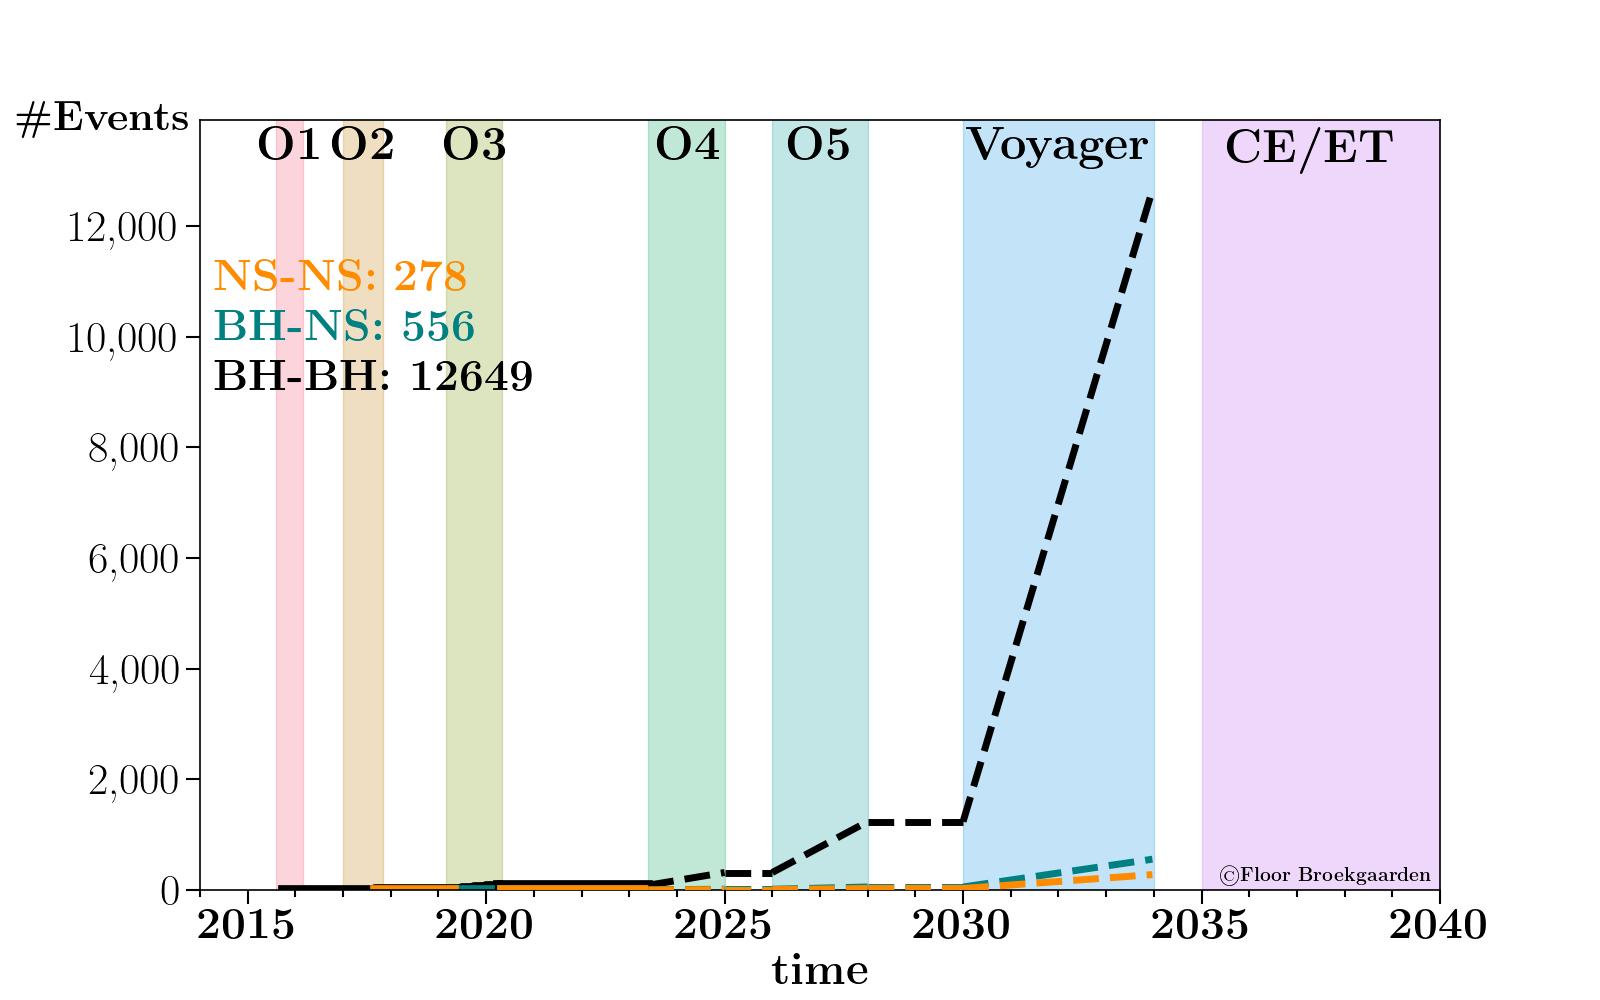 #Events
O1 O2 O3 O4 O5 Voyager CE/ET
12,000
NS-NS: 278
10,000
BH-NS: 556
BH-BH: 12649
8,000
6,000
4,000
2,000
©Floor Broekgaarden
0
2015 2020 2025 2030 2035 2040
time